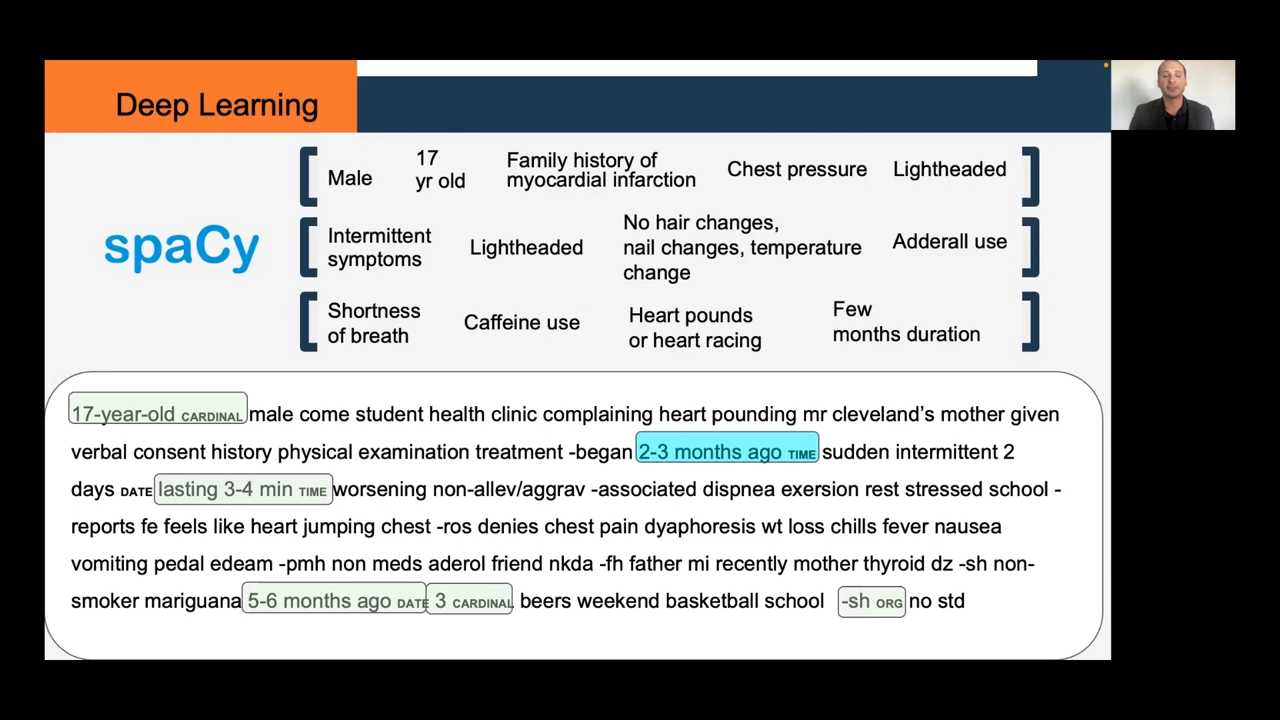 Deep Learning
spaCy
Male
17
yr old
Family history of
myocardial infarction
Chest pressure
Lightheaded
Intermittent
symptoms
Lightheaded
No hair changes,
nail changes, temperature
change
Adderall use
Shortness
of breath
Caffeine use
Heart pounds
or heart racing
Few
months duration
17-year-old CARDINAL male come student health clinic complaining heart pounding mr cleveland's mother given
verbal consent history physical examination treatment -began 2-3 months ago TIME sudden intermittent 2
days DATE lasting 3-4 min TIME worsening non-allev/aggrav -associated dispnea exersion rest stressed school -
reports fe feels like heart jumping chest -ros denies chest pain dyaphoresis wt loss chills fever nausea
vomiting pedal edeam -pmh non meds aderol friend nkda -fh father mi recently mother thyroid dz -sh non-
smoker mariguana 5-6 months ago DATE 3 CARDINAL beers weekend basketball school -sh ORG no std